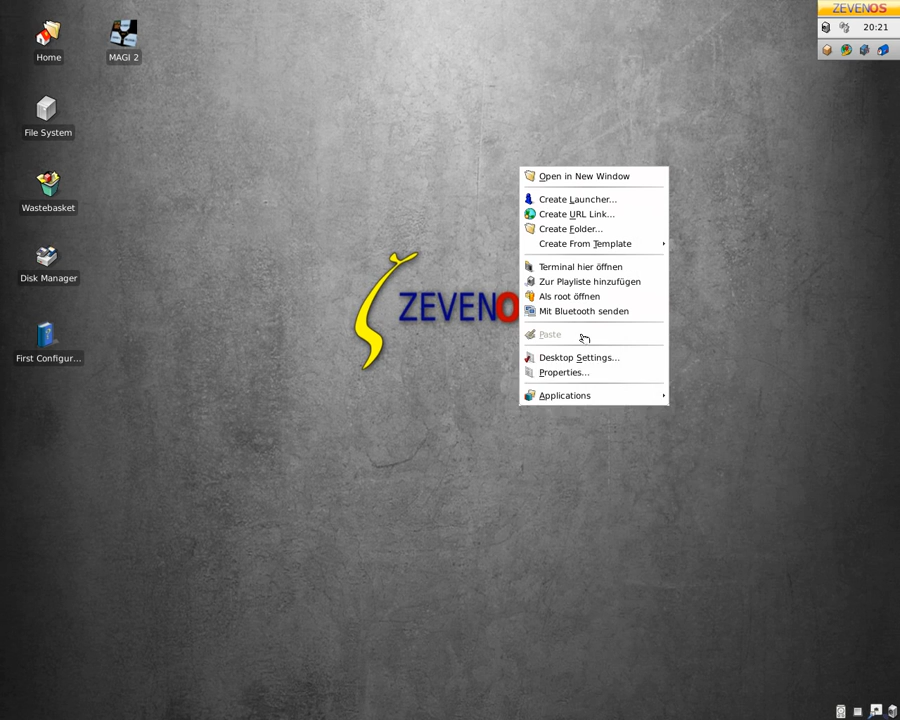 ZEVENOS
20:21
Home
MAGI 2
File System
Wastebasket
Disk Manager
First Configur...
ZEVENO
Open in New Window
Create Launcher...
Create URL Link...
Create Folder...
Create From Template
Terminal hier öffnen
Zur Playliste hinzufügen
Als root öffnen
Mit Bluetooth senden
Paste
Desktop Settings...
Properties...
Applications